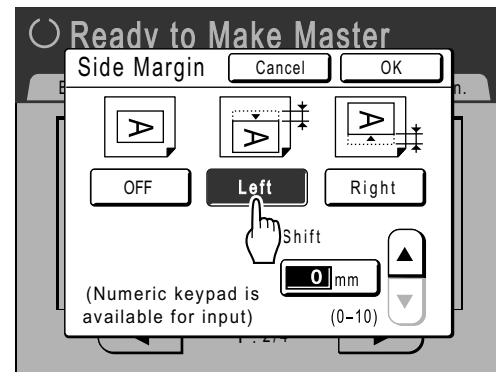 Ready to Make Master
Side Margin Cancel OK
OFF Left Right
Shift
0 mm
(Numeric keypad is
available for input) (0–10)